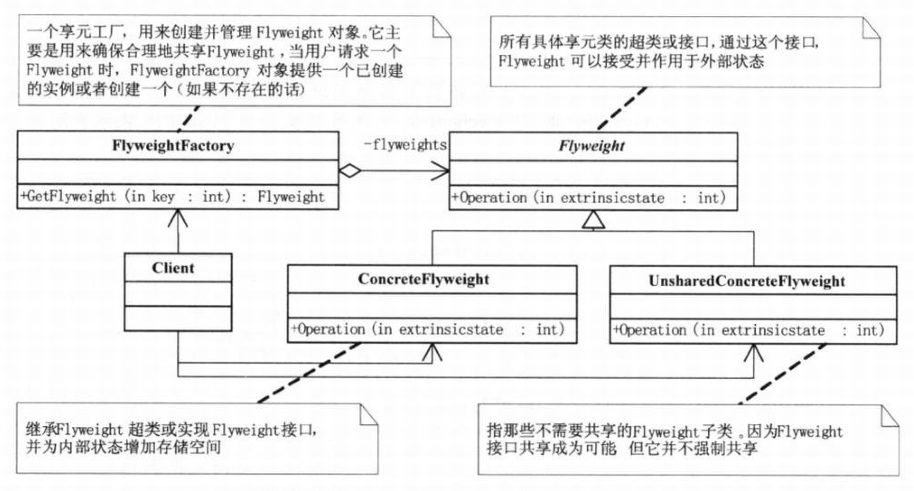 一个享元工厂，用来创建并管理Flyweight 对象。它主
要是用来确保合理地共享Flyweight，当用户请求一个
Flyweight 时，FlyweightFactory 对象提供一个已创建
的实例或者创建一个（如果不存在的话）
所有具体享元类的超类或接口，通过这个接口，
Flyweight 可以接受并作用于外部状态
FlyweightFactory
+GetFlyweight (in key : int) : Flyweight
-flyweights
Flyweight
+Operation (in extrinsicstate : int)
Client
ConcreteFlyweight
+Operation (in extrinsicstate : int)
UnsharedConcreteFlyweight
+Operation (in extrinsicstate : int)
继承Flyweight 超类或实现 Flyweight接口，
并为内部状态增加存储空间
指那些不需要共享的Flyweight 子类 。因为Flyweight
接口共享成为可能 但它并不强制共享